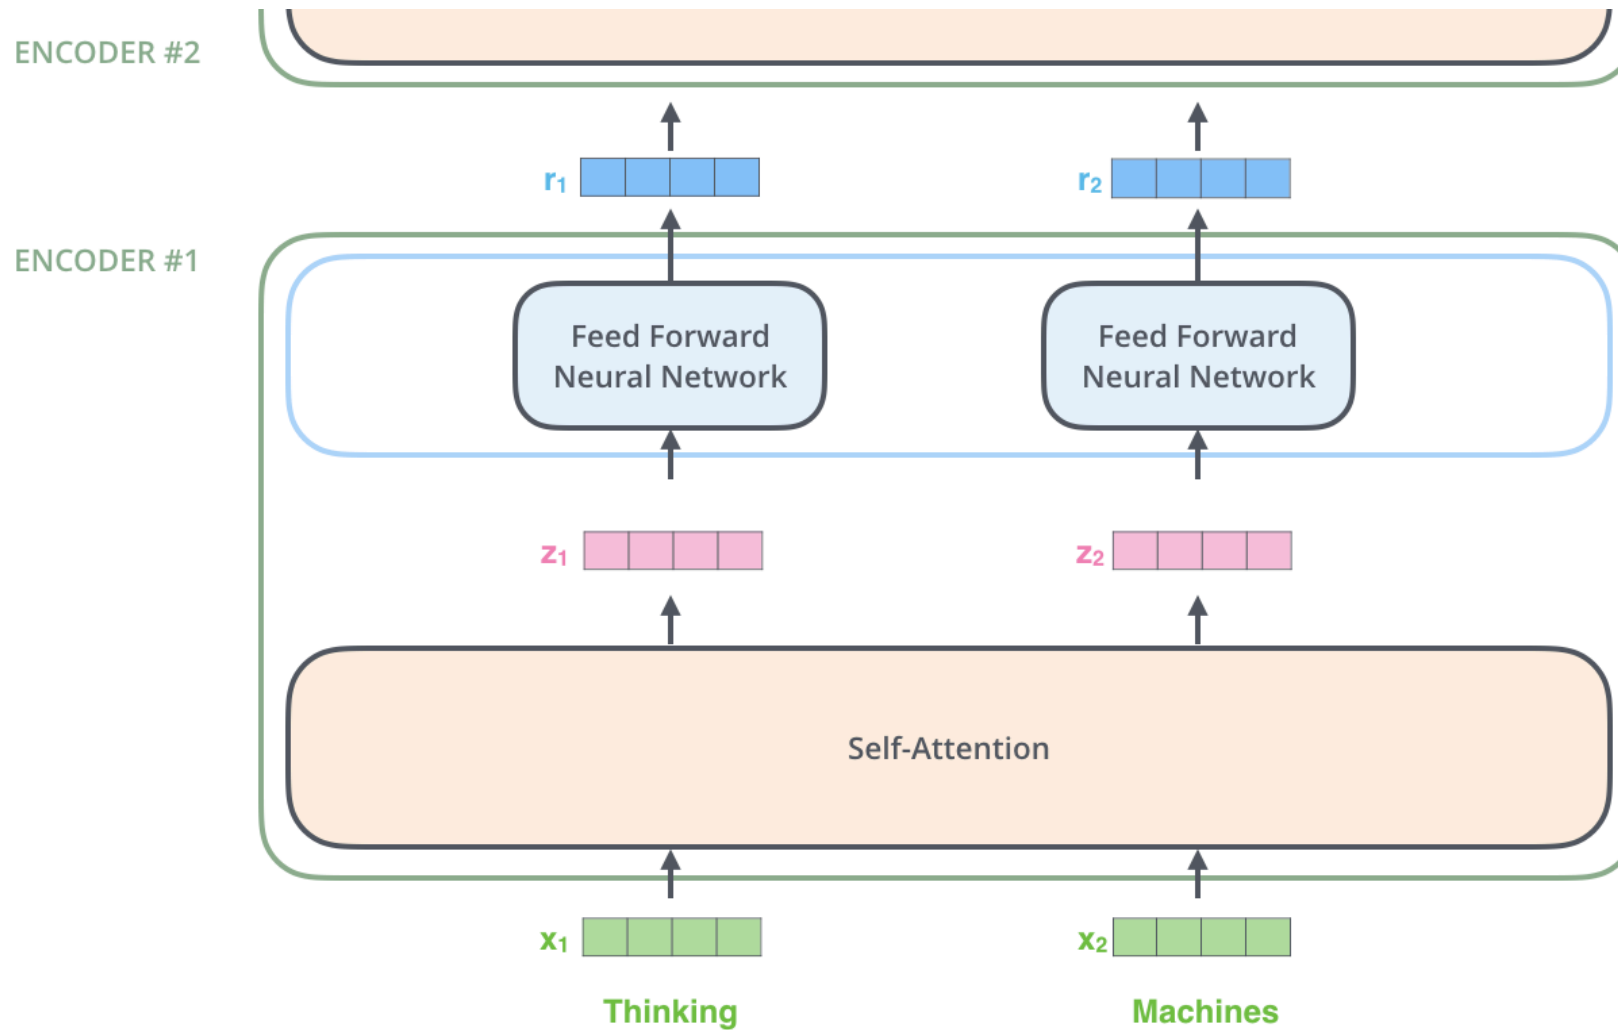 ENCODER #2
r₁
r₂
ENCODER #1
Feed Forward
Neural Network
Feed Forward
Neural Network
z₁
z₂
Self-Attention
x₁
x₂
Thinking
Machines